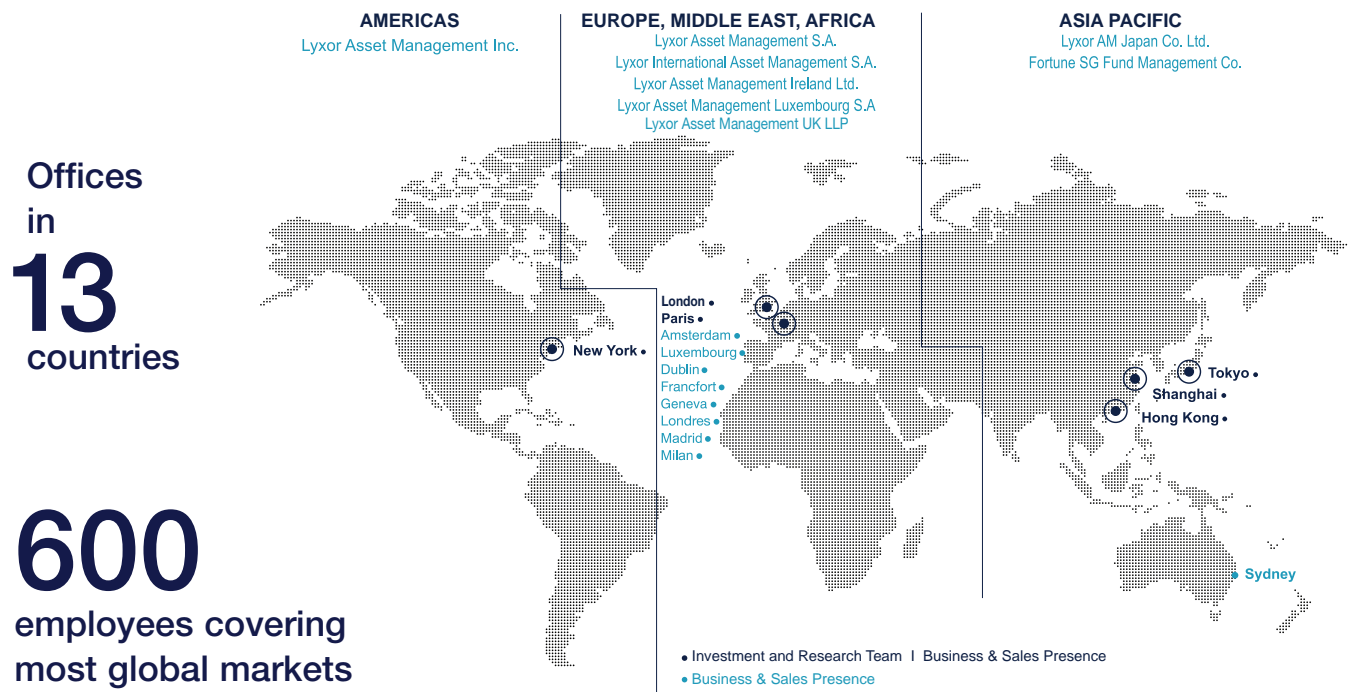 AMERICAS
Lyxor Asset Management Inc.
EUROPE, MIDDLE EAST, AFRICA
Lyxor Asset Management S.A.
Lyxor International Asset Management S.A.
Lyxor Asset Management Ireland Ltd.
Lyxor Asset Management Luxembourg S.A
Lyxor Asset Management UK LLP
ASIA PACIFIC
Lyxor AM Japan Co. Ltd.
Fortune SG Fund Management Co.
Offices
in
13
countries
600
employees covering
most global markets
New York •
London •
Paris •
Amsterdam •
Luxembourg •
Dublin •
Francfort •
Geneva •
Londres •
Madrid •
Milan •
Tokyo •
Shanghai •
Hong Kong •
• Sydney
• Investment and Research Team I Business & Sales Presence
• Business & Sales Presence